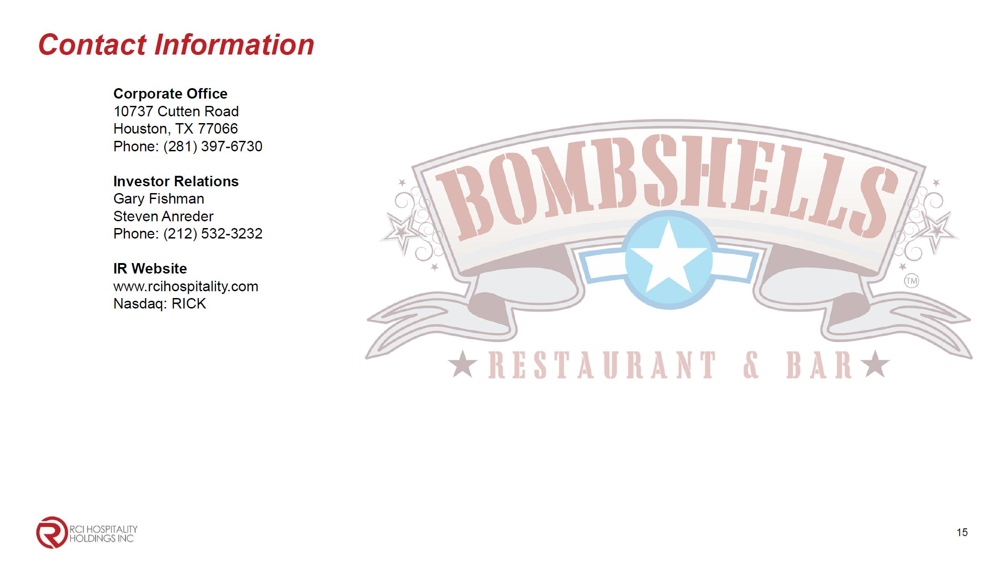 Contact Information
Corporate Office
10737 Cutten Road
Houston, TX 77066
Phone: (281) 397-6730
Investor Relations
Gary Fishman
Steven Anreder
Phone: (212) 532-3232
IR Website
www.rcihospitality.com
Nasdaq: RICK
BOMBSHELLS
TM
RESTAURANT & BAR
RCI HOSPITALITY
HOLDINGS INC
15